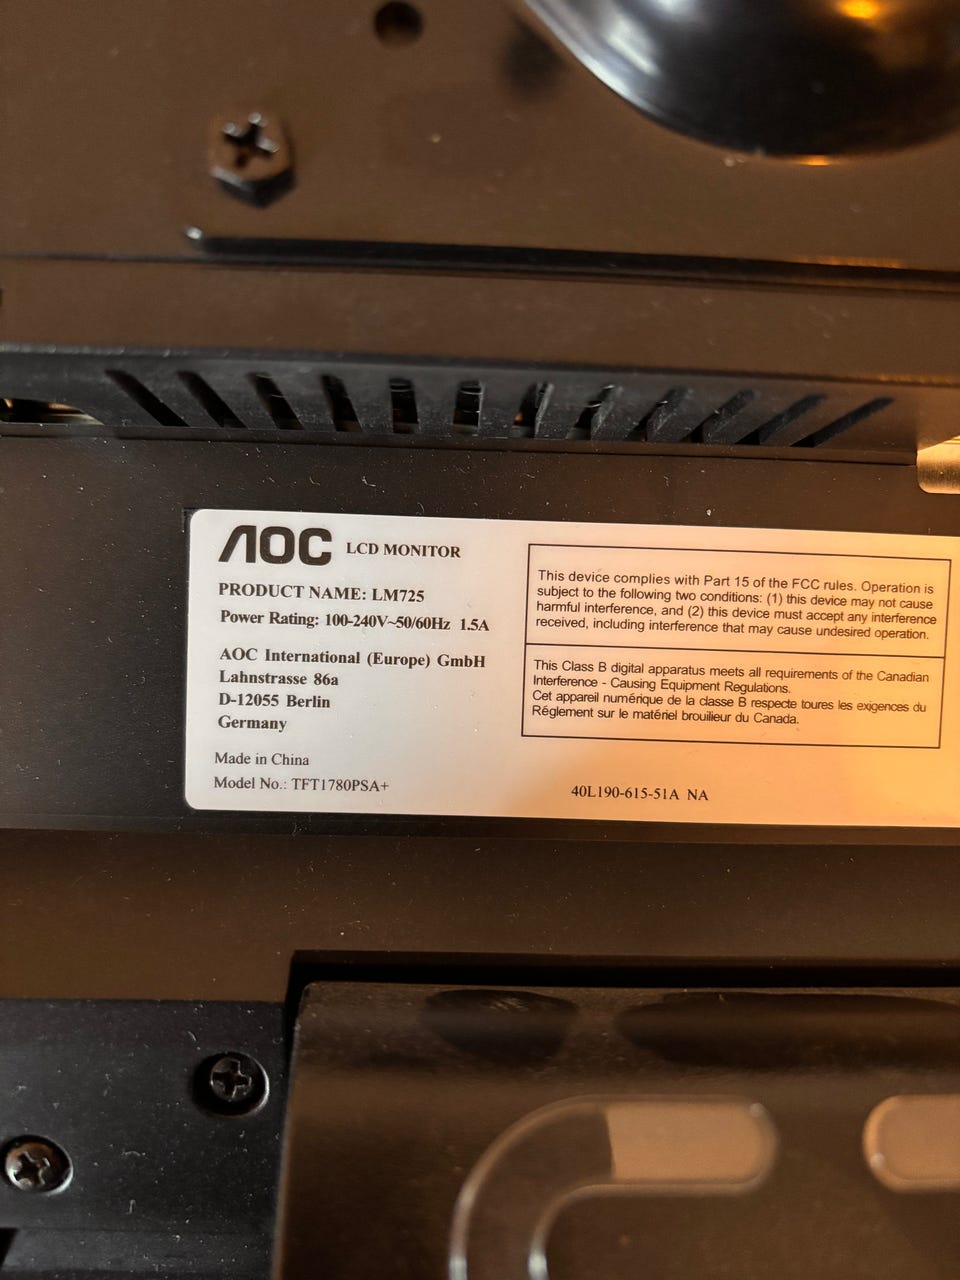 AOC LCD MONITOR
PRODUCT NAME: LM725
Power Rating: 100-240V~50/60Hz 1.5A
AOC International (Europe) GmbH
Lahnstrasse 86a
D-12055 Berlin
Germany
Made in China
Model No.: TFT1780PSA+
This device complies with Part 15 of the FCC rules. Operation is
subject to the following two conditions: (1) this device may not cause
harmful interference, and (2) this device must accept any interference
received, including interference that may cause undesired operation.
This Class B digital apparatus meets all requirements of the Canadian
Interference - Causing Equipment Regulations.
Cet appareil numérique de la classe B respecte toures les exigences du
Réglement sur le matériel brouilieur du Canada.
40L190-615-51A NA